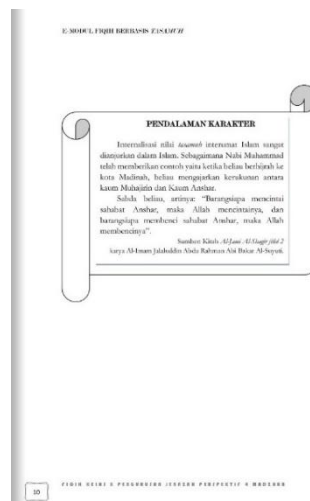 E-MODUL FIQIH BERBASIS TASAMUH
PENDALAMAN KARAKTER
Internalisasi nilai tasamuh interumat Islam sangat
dianjurkan dalam Islam. Sebagaimana Nabi Muhammad
telah memberikan contoh yaitu ketika beliau berhijrah ke
kota Madinah, beliau mengajarkan kerukunan antara
kaum Muhajirin dan Kaum Anshar.
Sabda beliau, artinya: "Barangsiapa mencintai
sahabat Anshar, maka Allah mencintainya, dan
barangsiapa membenci sahabat Anshar, maka Allah
membencinya".
Sumber: Kitab Al-Jami Al-Shagir jilid 2
karya Al-Imam Jalaluddin Abdu Rahman Abi Bakar Al-Suyuti.
10